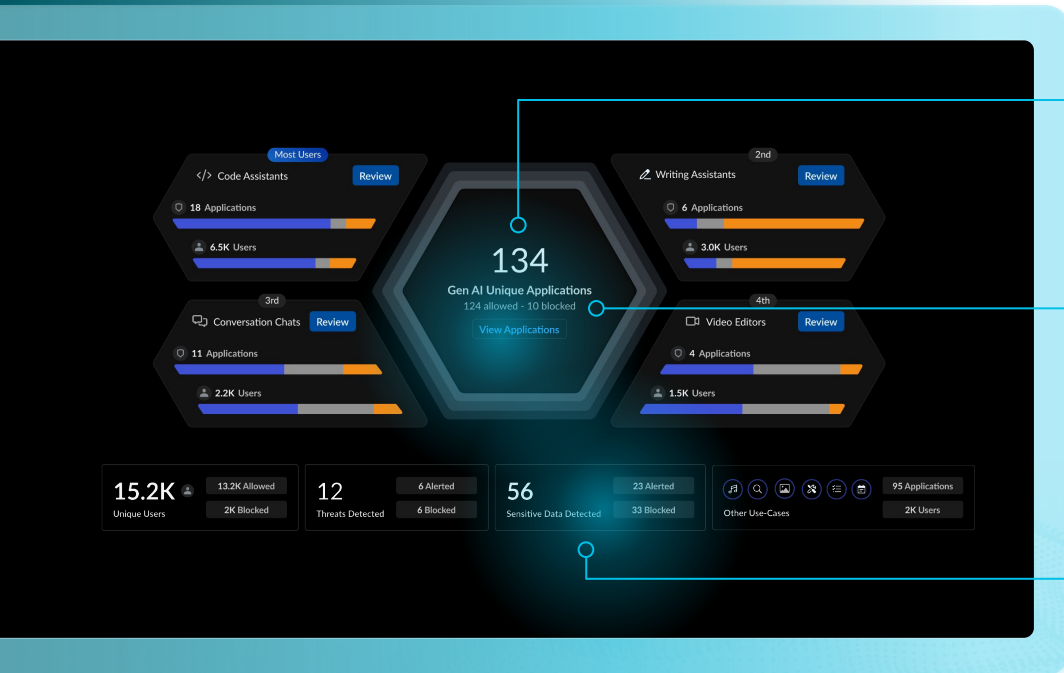 Most Users
</> Code Assistants
Review
18 Applications
6.5K Users
2nd
Writing Assistants
Review
6 Applications
3.0K Users
134
Gen AI Unique Applications
124 allowed - 10 blocked
View Applications
3rd
Conversation Chats
Review
11 Applications
2.2K Users
4th
Video Editors
Review
4 Applications
1.5K Users
15.2K
Unique Users
13.2K Allowed
2K Blocked
12
Threats Detected
6 Alerted
6 Blocked
56
Sensitive Data Detected
23 Alerted
33 Blocked
Other Use-Cases
95 Applications
2K Users